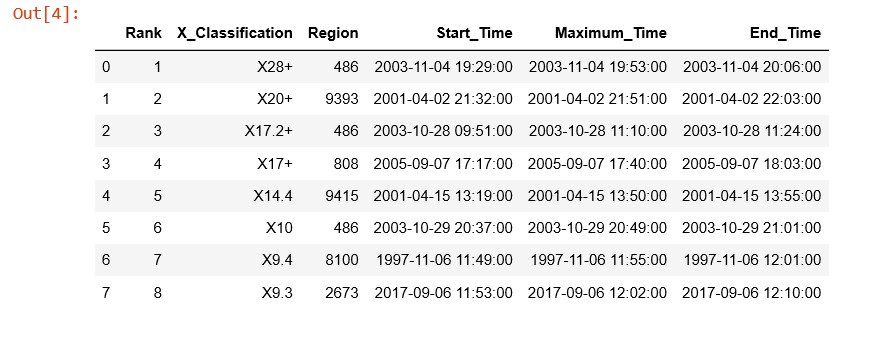 Out[4]:
Rank X_Classification Region Start_Time Maximum_Time End_Time
0 1 X28+ 486 2003-11-04 19:29:00 2003-11-04 19:53:00 2003-11-04 20:06:00
1 2 X20+ 9393 2001-04-02 21:32:00 2001-04-02 21:51:00 2001-04-02 22:03:00
2 3 X17.2+ 486 2003-10-28 09:51:00 2003-10-28 11:10:00 2003-10-28 11:24:00
3 4 X17+ 808 2005-09-07 17:17:00 2005-09-07 17:40:00 2005-09-07 18:03:00
4 5 X14.4 9415 2001-04-15 13:19:00 2001-04-15 13:50:00 2001-04-15 13:55:00
5 6 X10 486 2003-10-29 20:37:00 2003-10-29 20:49:00 2003-10-29 21:01:00
6 7 X9.4 8100 1997-11-06 11:49:00 1997-11-06 11:55:00 1997-11-06 12:01:00
7 8 X9.3 2673 2017-09-06 11:53:00 2017-09-06 12:02:00 2017-09-06 12:10:00